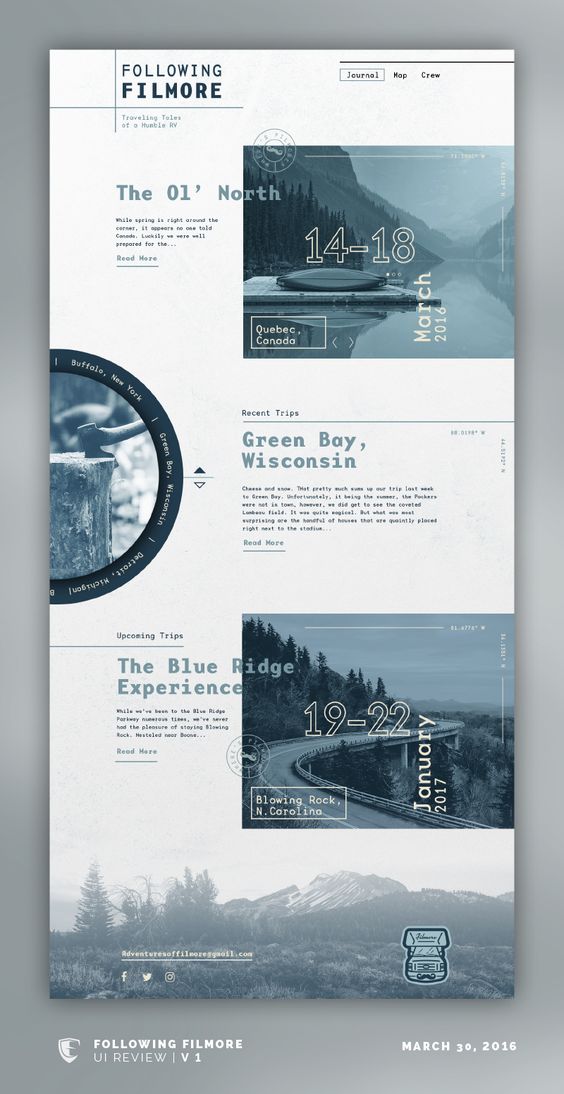 FOLLOWING
FILMORE
Traveling Tales
of a Humble RV
Journal
Map
Crew
The Ol' North
While spring is right around the
corner, it appears no one told
Canada. Luckily we were well
prepared for the...
Read More
14-18
March
2016
Quebec,
Canada
Buffalo, New York
Green Bay, Wisconsin
Detroit, Michigan
Recent Trips
Green Bay,
Wisconsin
88.0198° W
44.5192° N
Cheese and snow. THat pretty much sums up our trip last week
to Green Bay. Unfortunately, it being the summer, the Packers
were not in town, however, we did get to see the coveted
Lambeau field. It was quite magical. But what was most
surprising are the handful of houses that are quaintly placed
right next to the stadium...
Read More
Upcoming Trips
The Blue Ridge
Experience
While we've been to the Blue Ridge
Parkway numerous times, we've never
had the pleasure of staying Blowing
Rock. Nestled near Boone...
Read More
81.6776° W
19-22
January
2017
Blowing Rock,
N.Carolina
Adventuresoffilmore@gmail.com
Filmore
FOLLOWING FILMORE
UI REVIEW | V 1
MARCH 30, 2016